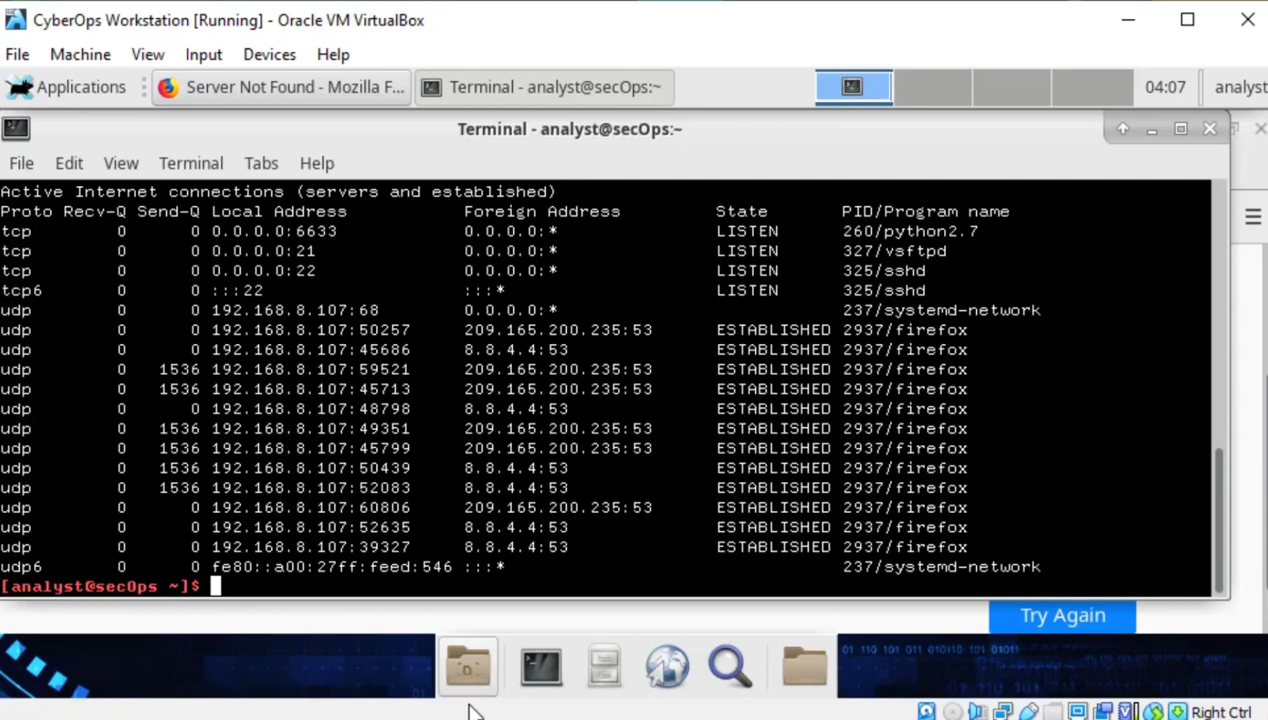 CyberOps Workstation [Running] - Oracle VM VirtualBox
File Machine View Input Devices Help
Applications Server Not Found - Mozilla F... Terminal - analyst@secOps:~ 04:07 analyst
Terminal - analyst@secOps:~
File Edit View Terminal Tabs Help
Active Internet connections (servers and established)
Proto Recv-Q Send-Q Local Address Foreign Address State PID/Program name
tcp 0 0 0.0.0.0:6633 0.0.0.0:* LISTEN 260/python2.7
tcp 0 0 0.0.0.0:21 0.0.0.0:* LISTEN 327/vsftpd
tcp 0 0 0.0.0.0:22 0.0.0.0:* LISTEN 325/sshd
tcp6 0 0 :::22 :::* LISTEN 325/sshd
udp 0 0 192.168.8.107:68 0.0.0.0:* 237/systemd-network
udp 0 0 192.168.8.107:50257 209.165.200.235:53 ESTABLISHED 2937/firefox
udp 0 0 192.168.8.107:45686 8.8.4.4:53 ESTABLISHED 2937/firefox
udp 0 1536 192.168.8.107:59521 209.165.200.235:53 ESTABLISHED 2937/firefox
udp 0 1536 192.168.8.107:45713 209.165.200.235:53 ESTABLISHED 2937/firefox
udp 0 0 192.168.8.107:48798 8.8.4.4:53 ESTABLISHED 2937/firefox
udp 0 1536 192.168.8.107:49351 209.165.200.235:53 ESTABLISHED 2937/firefox
udp 0 1536 192.168.8.107:45799 209.165.200.235:53 ESTABLISHED 2937/firefox
udp 0 1536 192.168.8.107:50439 8.8.4.4:53 ESTABLISHED 2937/firefox
udp 0 1536 192.168.8.107:52083 8.8.4.4:53 ESTABLISHED 2937/firefox
udp 0 0 192.168.8.107:60806 209.165.200.235:53 ESTABLISHED 2937/firefox
udp 0 0 192.168.8.107:52635 8.8.4.4:53 ESTABLISHED 2937/firefox
udp 0 0 192.168.8.107:39327 8.8.4.4:53 ESTABLISHED 2937/firefox
udp6 0 0 fe80::a00:27ff:feed:546 :::* 237/systemd-network
[analyst@secOps ~]$
Try Again
Right Ctrl